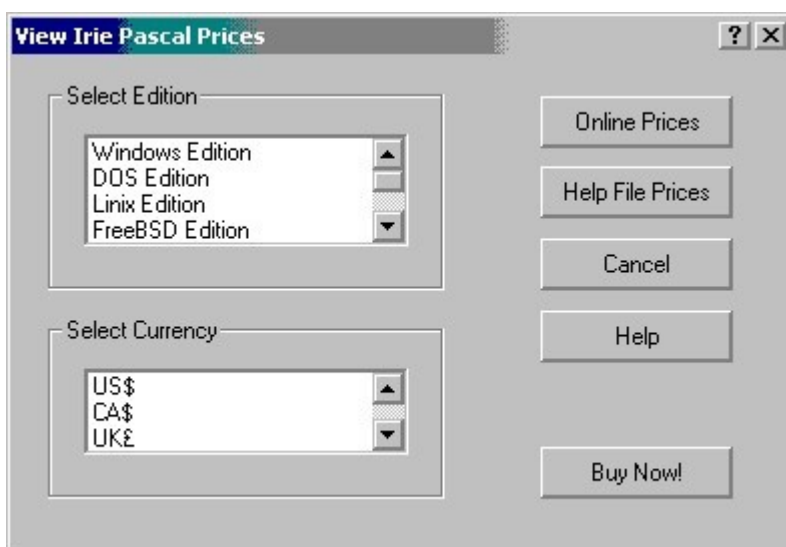 View Irie Pascal Prices
?
Select Edition
Windows Edition
DOS Edition
Linix Edition
FreeBSD Edition
Select Currency
US$
CA$
UK£
Online Prices
Help File Prices
Cancel
Help
Buy Now!